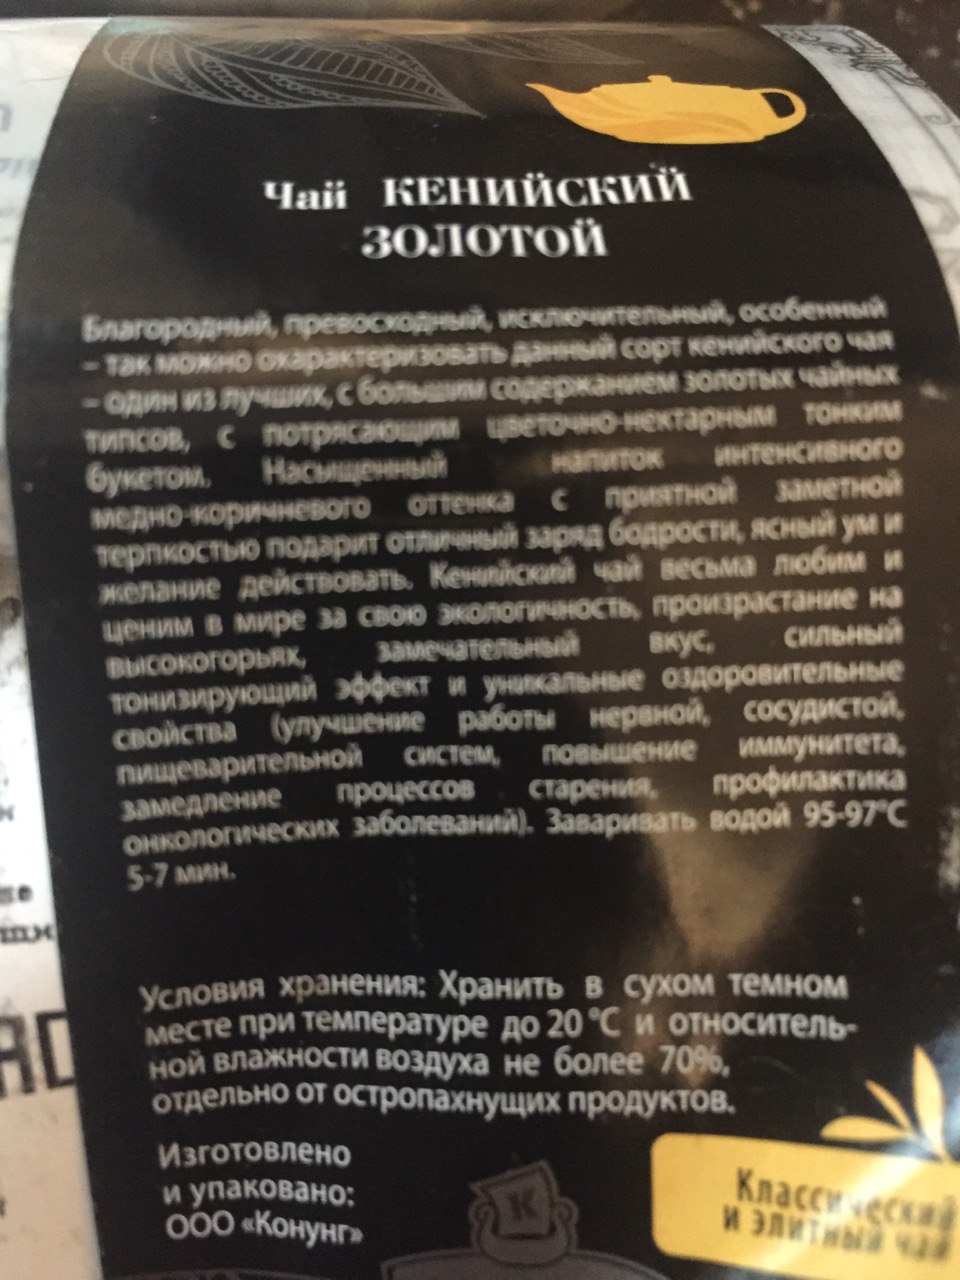 Чай КЕНИЙСКИЙ
ЗОЛОТОЙ
Благородный, превосходный, исключительный, особенный
– так можно охарактеризовать данный сорт кенийского чая
– один из лучших, с большим содержанием золотых чайных
типсов, с потрясающим цветочно-нектарным тонким
букетом. Насыщенный напиток интенсивного
медно-коричневого оттенка с приятной заметной
терпкостью подарит отличный заряд бодрости, ясный ум и
желание действовать. Кенийский чай весьма любим и
ценим в мире за свою экологичность, произрастание на
высокогорьях, замечательный вкус, сильный
тонизирующий эффект и уникальные оздоровительные
свойства (улучшение работы нервной, сосудистой,
пищеварительной систем, повышение иммунитета,
замедление процессов старения, профилактика
онкологических заболеваний). Заваривать водой 95-97°С
5-7 мин.
Условия хранения: Хранить в сухом темном
месте при температуре до 20 °С и относитель-
ной влажности воздуха не более 70%,
отдельно от остропахнущих продуктов.
Изготовлено
и упаковано:
ООО «Конунг»
К
Классический
и элитный чай